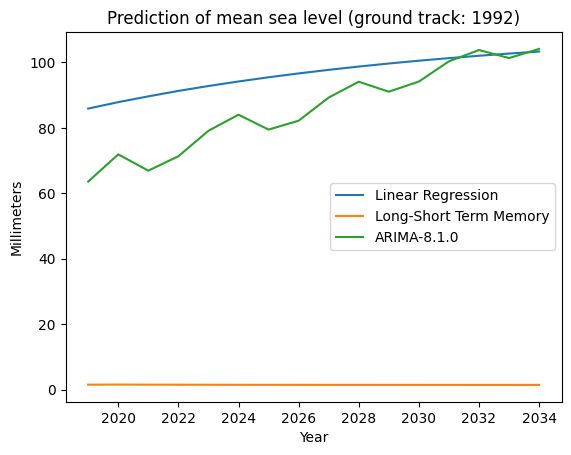 Prediction of mean sea level (ground track: 1992)
Millimeters
100
80
60
40
20
0
Linear Regression
Long-Short Term Memory
ARIMA-8.1.0
2020 2022 2024 2026 2028 2030 2032 2034
Year